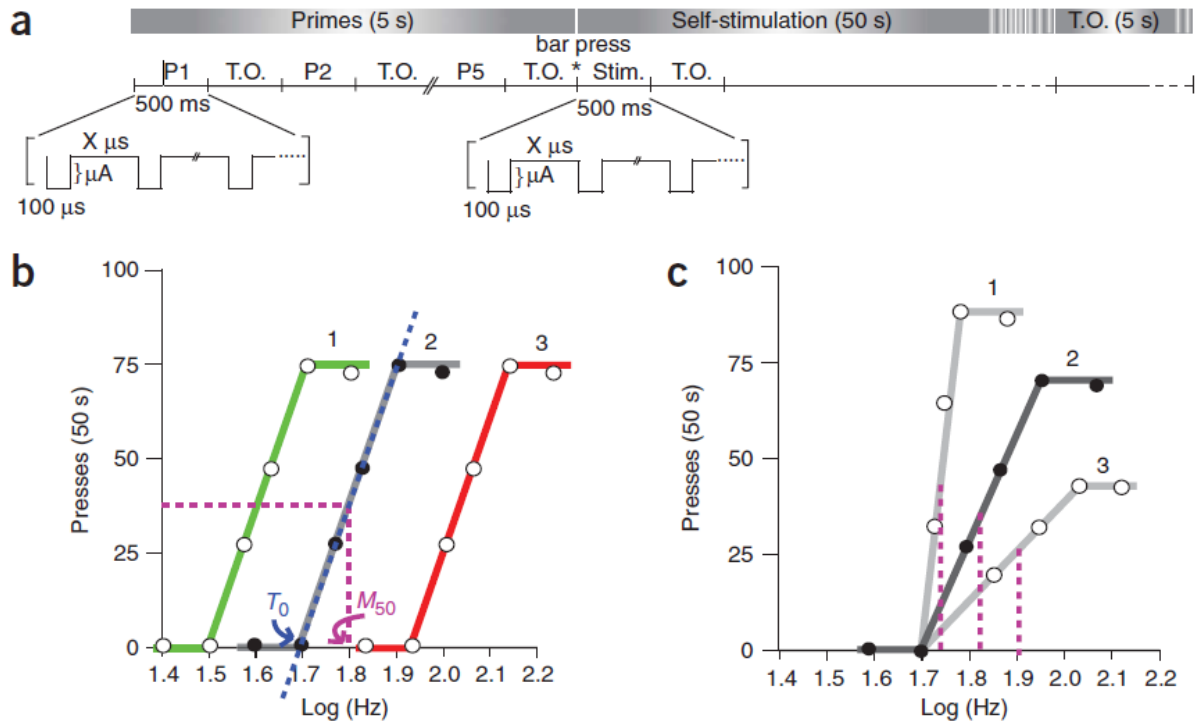 a
Primes (5 s) Self-stimulation (50 s) T.O. (5 s)
bar press
P1 T.O. P2 T.O. P5 T.O. * Stim. T.O.
500 ms 500 ms
X μs X μs
}μA }μA
100 μs 100 μs
b
Presses (50 s)
100
75
50
25
0
1 2 3
T0 M50
1.4 1.5 1.6 1.7 1.8 1.9 2.0 2.1 2.2
Log (Hz)
c
Presses (50 s)
100
75
50
25
0
1
2
3
1.4 1.5 1.6 1.7 1.8 1.9 2.0 2.1 2.2
Log (Hz)